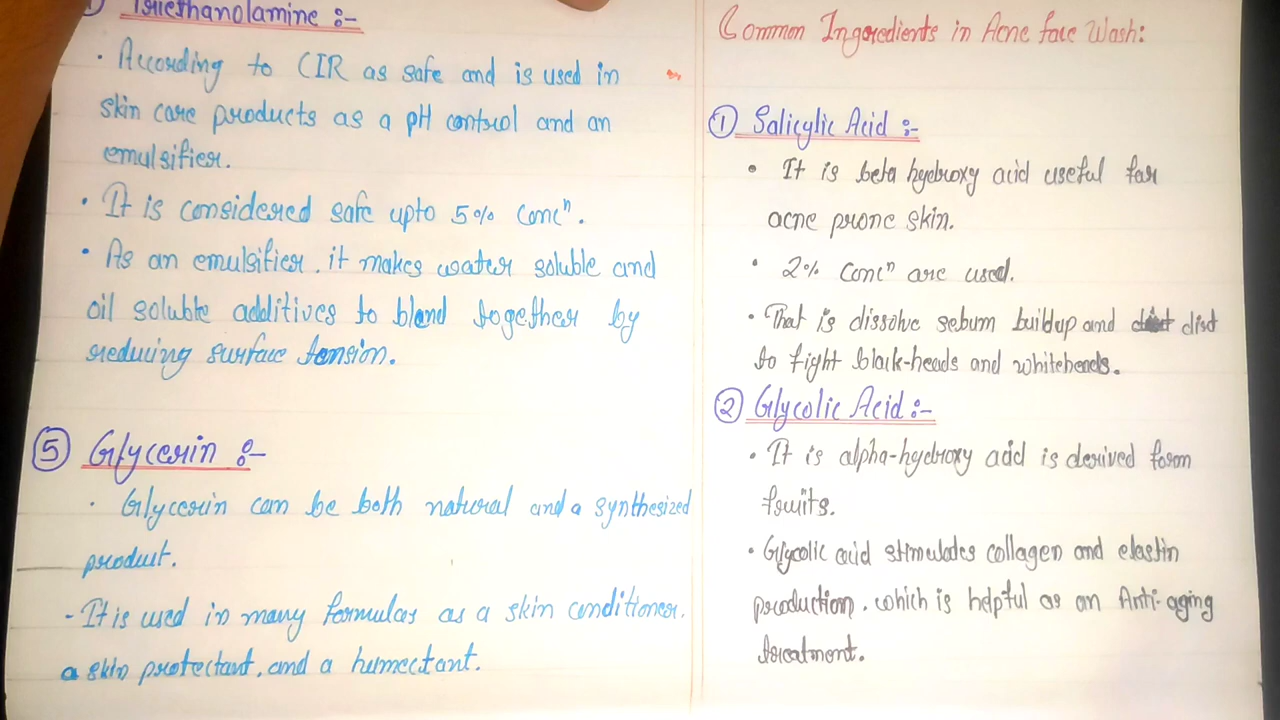 Triethanolamine :-
· According to CIR as safe and is used in
skin care products as a pH control and an
emulsifier.
· It is considered safe upto 5% Concⁿ.
· As an emulsifier, it makes water soluble and
oil soluble additives to blend together by
reducing surface tension.
5 Glycerin :-
· Glycerin can be both natural and a synthesized
product.
- It is used in many formulas as a skin conditioner,
a skin protectant, and a humectant.
Common Ingredients in Acne face Wash:
1 Salicylic Acid :-
• It is beta hydroxy acid useful for
acne prone skin.
• 2% Concⁿ are used.
• That is dissolve sebum buildup and dist
to fight black-heads and whiteheads.
2 Glycolic Acid :-
• It is alpha-hydroxy acid is derived form
fruits.
• Glycolic acid stimulates collagen and elastin
production, which is helpful as an Anti-aging
treatment.